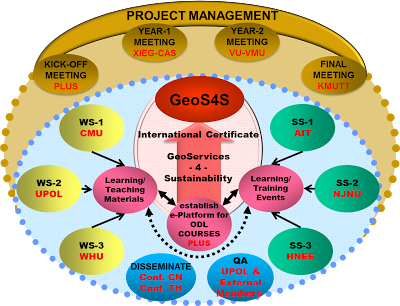 PROJECT MANAGEMENT
YEAR-1
MEETING
XIEG-CAS
YEAR-2
MEETING
VU-VMU
KICK-OFF
MEETING
PLUS
FINAL
MEETING
KMUTT
GeoS4S
International Certificate
GeoServices
- 4 -
Sustainability
WS-1
CMU
WS-2
UPOL
WS-3
WHU
Learning/
Teaching
Materials
establish
e-Platform for
ODL
COURSES
PLUS
Learning/
Training
Events
SS-1
AIT
SS-2
NJNU
SS-3
HNEE
DISSEMINATE
Conf. CN
Conf. TH
QA
UPOL &
External
Members